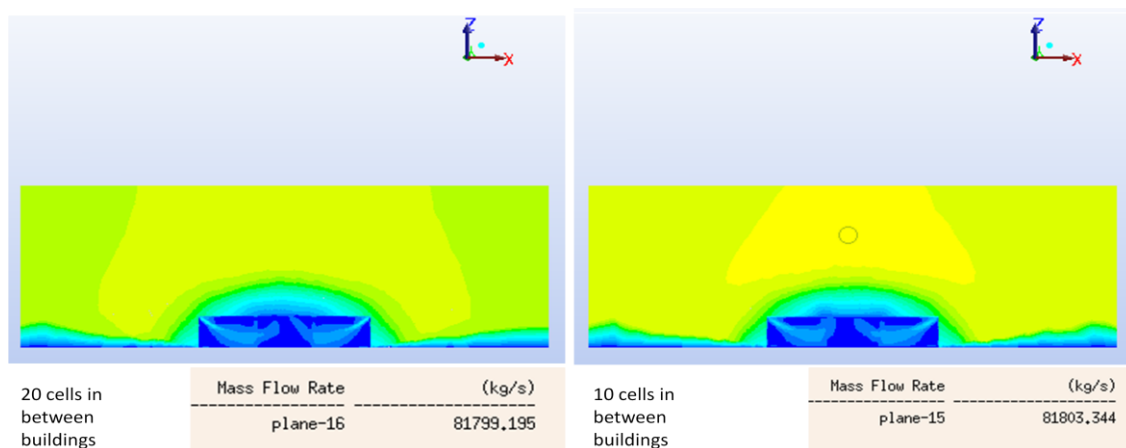 Z
X
Z
X
20 cells in
between
buildings
Mass Flow Rate (kg/s)
-------------------------------- --------------------
plane-16 81799.195
10 cells in
between
buildings
Mass Flow Rate (kg/s)
-------------------------------- --------------------
plane-15 81803.344